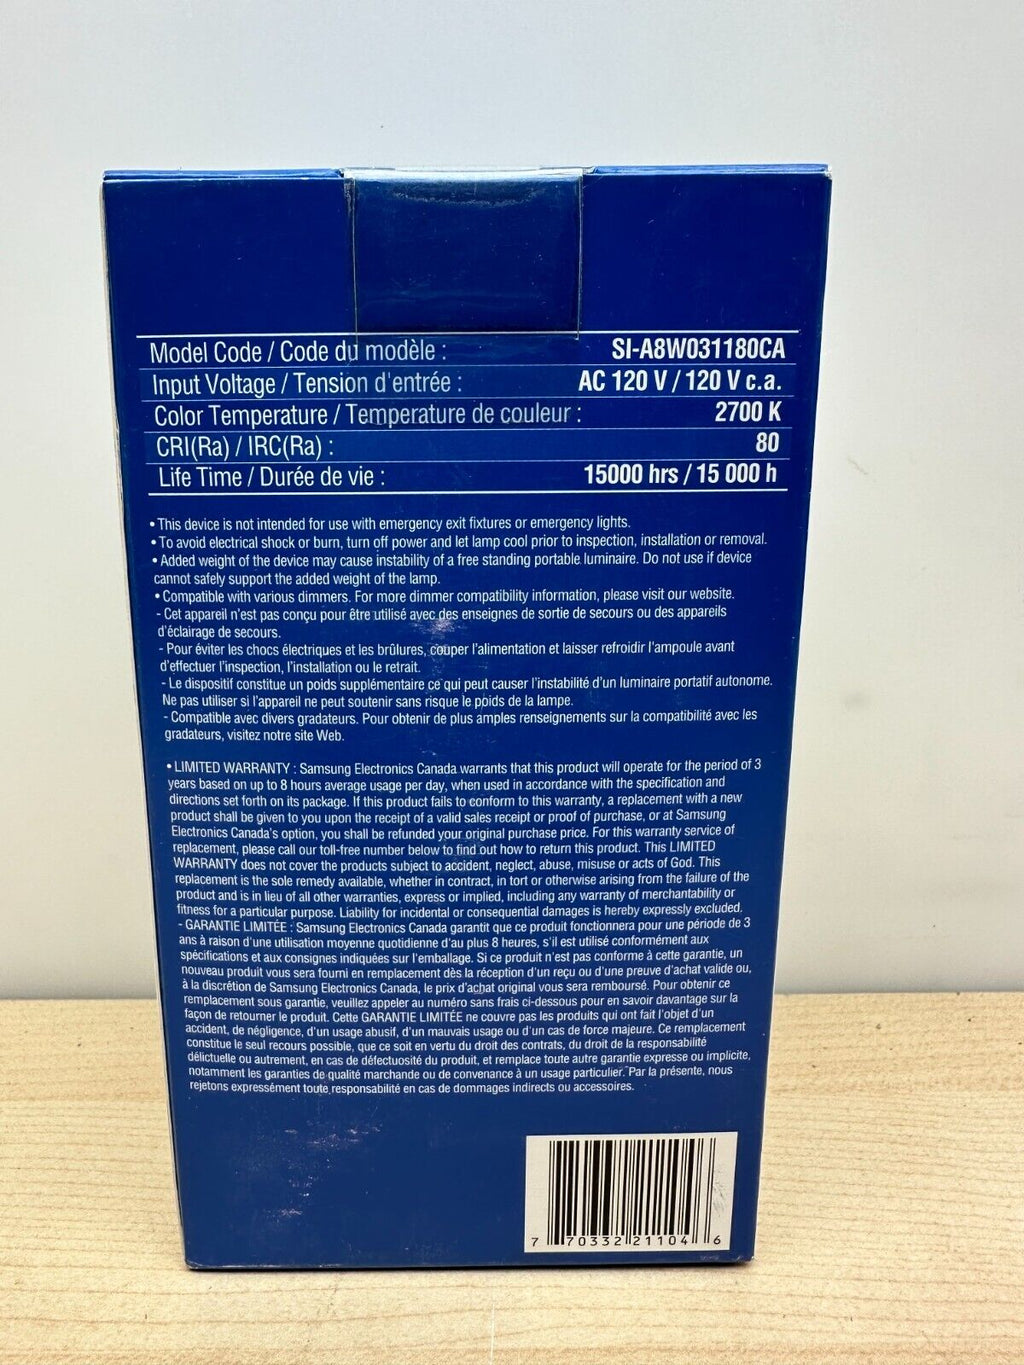 Model Code / Code du modèle : SI-A8W031180CA
Input Voltage / Tension d'entrée : AC 120 V / 120 V c.a.
Color Temperature / Temperature de couleur : 2700 K
CRI(Ra) / IRC(Ra) : 80
Life Time / Durée de vie : 15000 hrs / 15 000 h
• This device is not intended for use with emergency exit fixtures or emergency lights.
• To avoid electrical shock or burn, turn off power and let lamp cool prior to inspection, installation or removal.
• Added weight of the device may cause instability of a free standing portable luminaire. Do not use if device
cannot safely support the added weight of the lamp.
• Compatible with various dimmers. For more dimmer compatibility information, please visit our website.
- Cet appareil n'est pas conçu pour être utilisé avec des enseignes de sortie de secours ou des appareils
d'éclairage de secours.
- Pour éviter les chocs électriques et les brûlures, couper l'alimentation et laisser refroidir l'ampoule avant
d'effectuer l'inspection, l'installation ou le retrait.
- Le dispositif constitue un poids supplémentaire ce qui peut causer l'instabilité d'un luminaire portatif autonome.
Ne pas utiliser si l'appareil ne peut soutenir sans risque le poids de la lampe.
- Compatible avec divers gradateurs. Pour obtenir de plus amples renseignements sur la compatibilité avec les
gradateurs, visitez notre site Web.
• LIMITED WARRANTY : Samsung Electronics Canada warrants that this product will operate for the period of 3
years based on up to 8 hours average usage per day, when used in accordance with the specification and
directions set forth on its package. If this product fails to conform to this warranty, a replacement with a new
product shall be given to you upon the receipt of a valid sales receipt or proof of purchase, or at Samsung
Electronics Canada's option, you shall be refunded your original purchase price. For this warranty service of
replacement, please call our toll-free number below to find out how to return this product. This LIMITED
WARRANTY does not cover the products subject to accident, neglect, abuse, misuse or acts of God. This
replacement is the sole remedy available, whether in contract, in tort or otherwise arising from the failure of the
product and is in lieu of all other warranties, express or implied, including any warranty of merchantability or
fitness for a particular purpose. Liability for incidental or consequential damages is hereby expressly excluded.
- GARANTIE LIMITÉE : Samsung Electronics Canada garantit que ce produit fonctionnera pour une période de 3
ans à raison d'une utilisation moyenne quotidienne d'au plus 8 heures, s'il est utilisé conformément aux
spécifications et aux consignes indiquées sur l'emballage. Si ce produit n'est pas conforme à cette garantie, un
nouveau produit vous sera fourni en remplacement dès la réception d'un reçu ou d'une preuve d'achat valide ou,
à la discrétion de Samsung Electronics Canada, le prix d'achat original vous sera remboursé. Pour obtenir ce
remplacement sous garantie, veuillez appeler au numéro sans frais ci-dessous pour en savoir davantage sur la
façon de retourner le produit. Cette GARANTIE LIMITÉE ne couvre pas les produits qui ont fait l'objet d'un
accident, de négligence, d'un usage abusif, d'un mauvais usage ou d'un cas de force majeure. Ce remplacement
constitue le seul recours possible, que ce soit en vertu du droit des contrats, du droit de la responsabilité
délictuelle ou autrement, en cas de défectuosité du produit, et remplace toute autre garantie expresse ou implicite,
notamment les garanties de qualité marchande ou de convenance à un usage particulier. Par la présente, nous
rejetons expressément toute responsabilité en cas de dommages indirects ou accessoires.
7 70332 21104 6